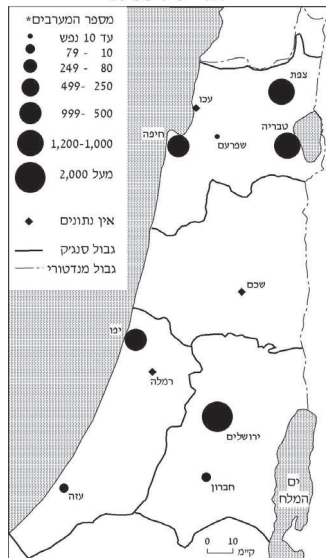 מספר המערבים*
עד 10 נפש
10 - 79
80 - 249
250 -499
500 -999
1,000-1,200
מעל 2,000
אין נתונים
גבול סנג'ק
גבול מנדטורי
צפת
עכו
טבריה
שפרעם
חיפה
שכם
יפו
רמלה
ירושלים
ים
המלח
חברון
עזה
0 10
ק"מ